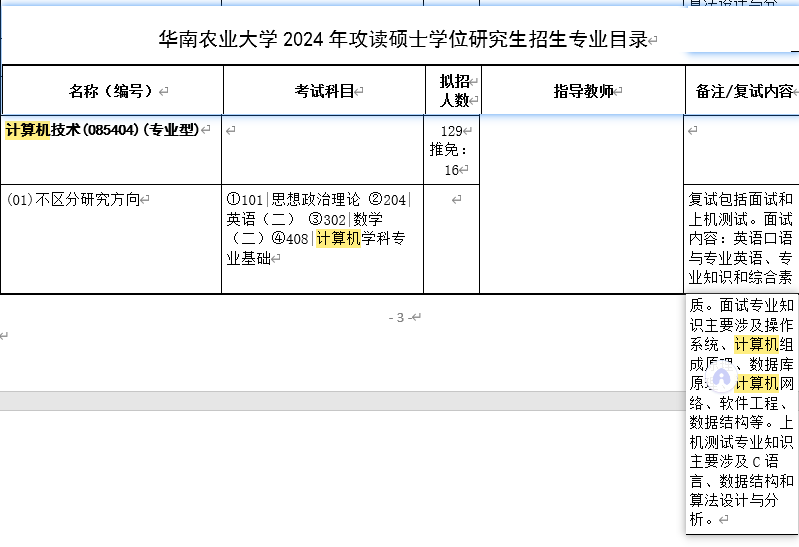 华南农业大学 2024 年攻读硕士学位研究生招生专业目录
名称（编号）
考试科目
拟招
人数
指导教师
备注/复试内容
计算机技术(085404)(专业型)
129
推免：
16
(01)不区分研究方向
①101|思想政治理论 ②204|
英语（二） ③302|数学
（二）④408|计算机学科专
业基础
复试包括面试和
上机测试。面试
内容：英语口语
与专业英语、专
业知识和综合素
质。面试专业知
识主要涉及操作
系统、计算机组
成原理、数据库
原理、计算机网
络、软件工程、
数据结构等。上
机测试专业知识
主要涉及 C 语
言、数据结构和
算法设计与分
析。
- 3 -